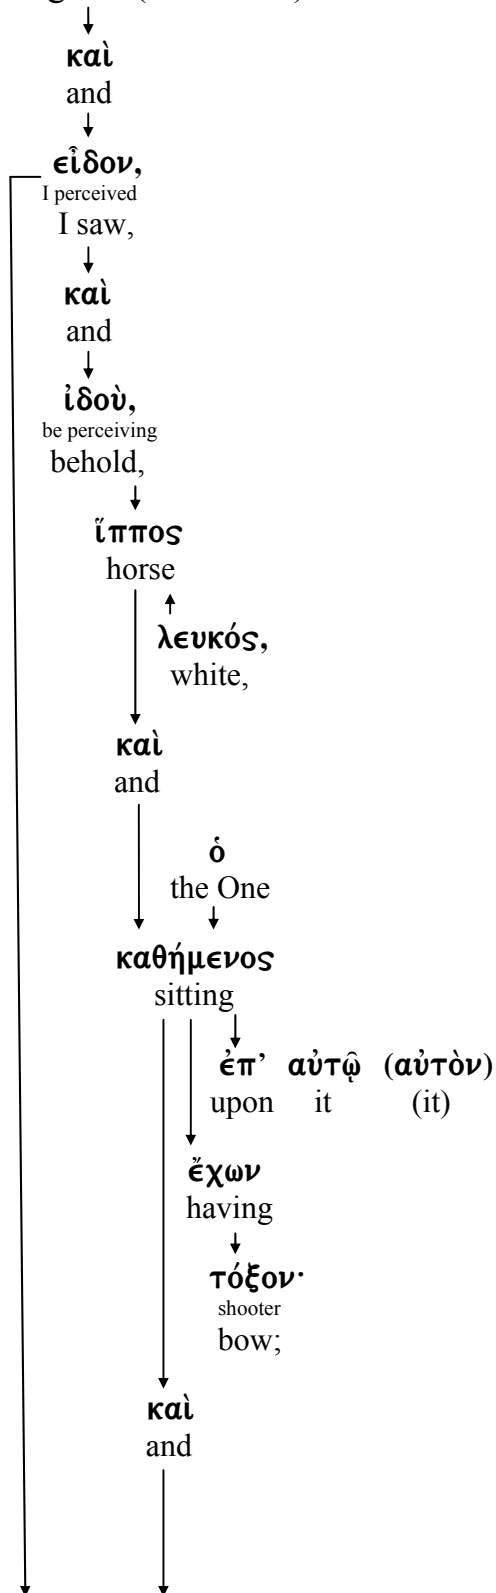 καὶ
and
εἶδον,
I perceived
I saw,
καὶ
and
ἰδοὺ,
be perceiving
behold,
ἵππος
horse
λευκός,
white,
καὶ
and
ὁ
the One
καθήμενος
sitting
ἐπ’ αὐτῷ (αὐτὸν)
upon it (it)
ἔχων
having
τόξον·
shooter
bow;
καὶ
and